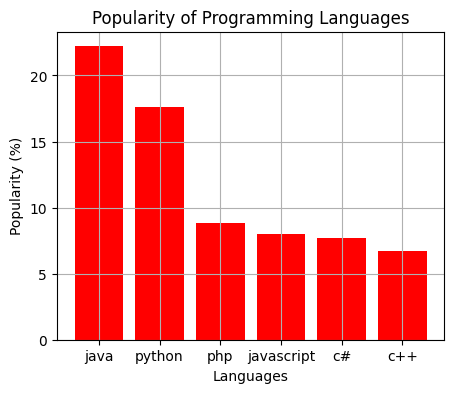 Popularity of Programming Languages
Popularity (%)
20
15
10
5
0
java python php javascript c# c++
Languages